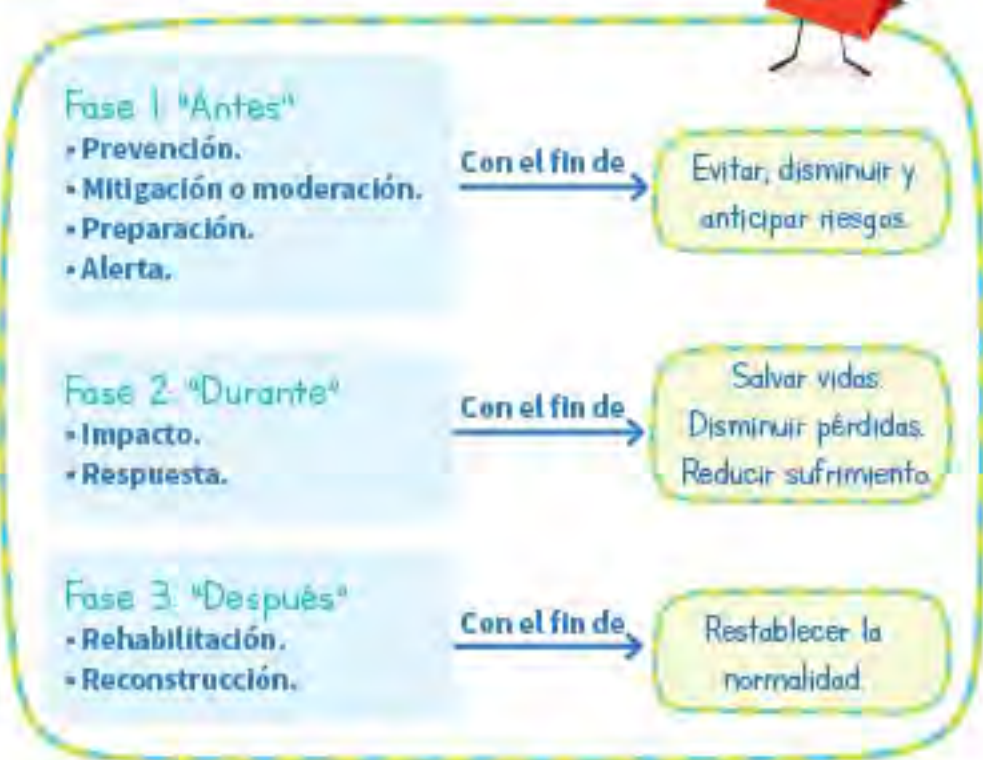 Fase 1 "Antes"
• Prevención.
• Mitigación o moderación.
• Preparación.
• Alerta.
Con el fin de
Evitar, disminuir y
anticipar riesgos.
Fase 2. "Durante"
• Impacto.
• Respuesta.
Con el fin de
Salvar vidas.
Disminuir pérdidas.
Reducir sufrimiento.
Fase 3. "Después"
• Rehabilitación.
• Reconstrucción.
Con el fin de
Restablecer la
normalidad.